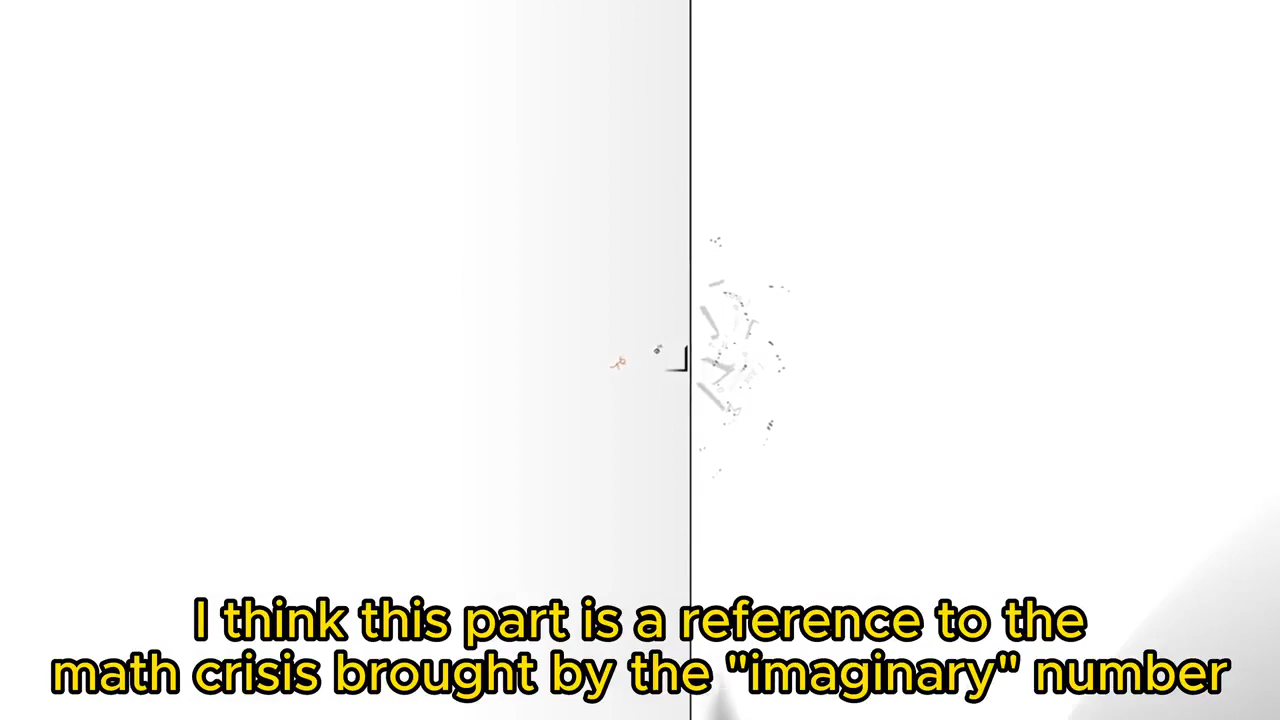 I think this part is a reference to the
math crisis brought by the "imaginary" number